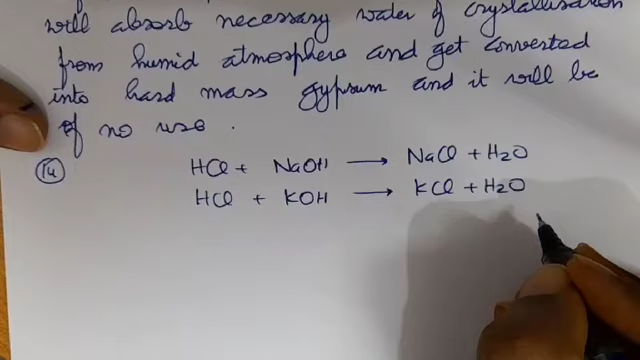 will absorb necessary water of crystallisation
from humid atmosphere and get converted
into hard mass gypsum and it will be
of no use.
14 HCl + NaOH → NaCl + H2O
HCl + KOH → KCl + H2O